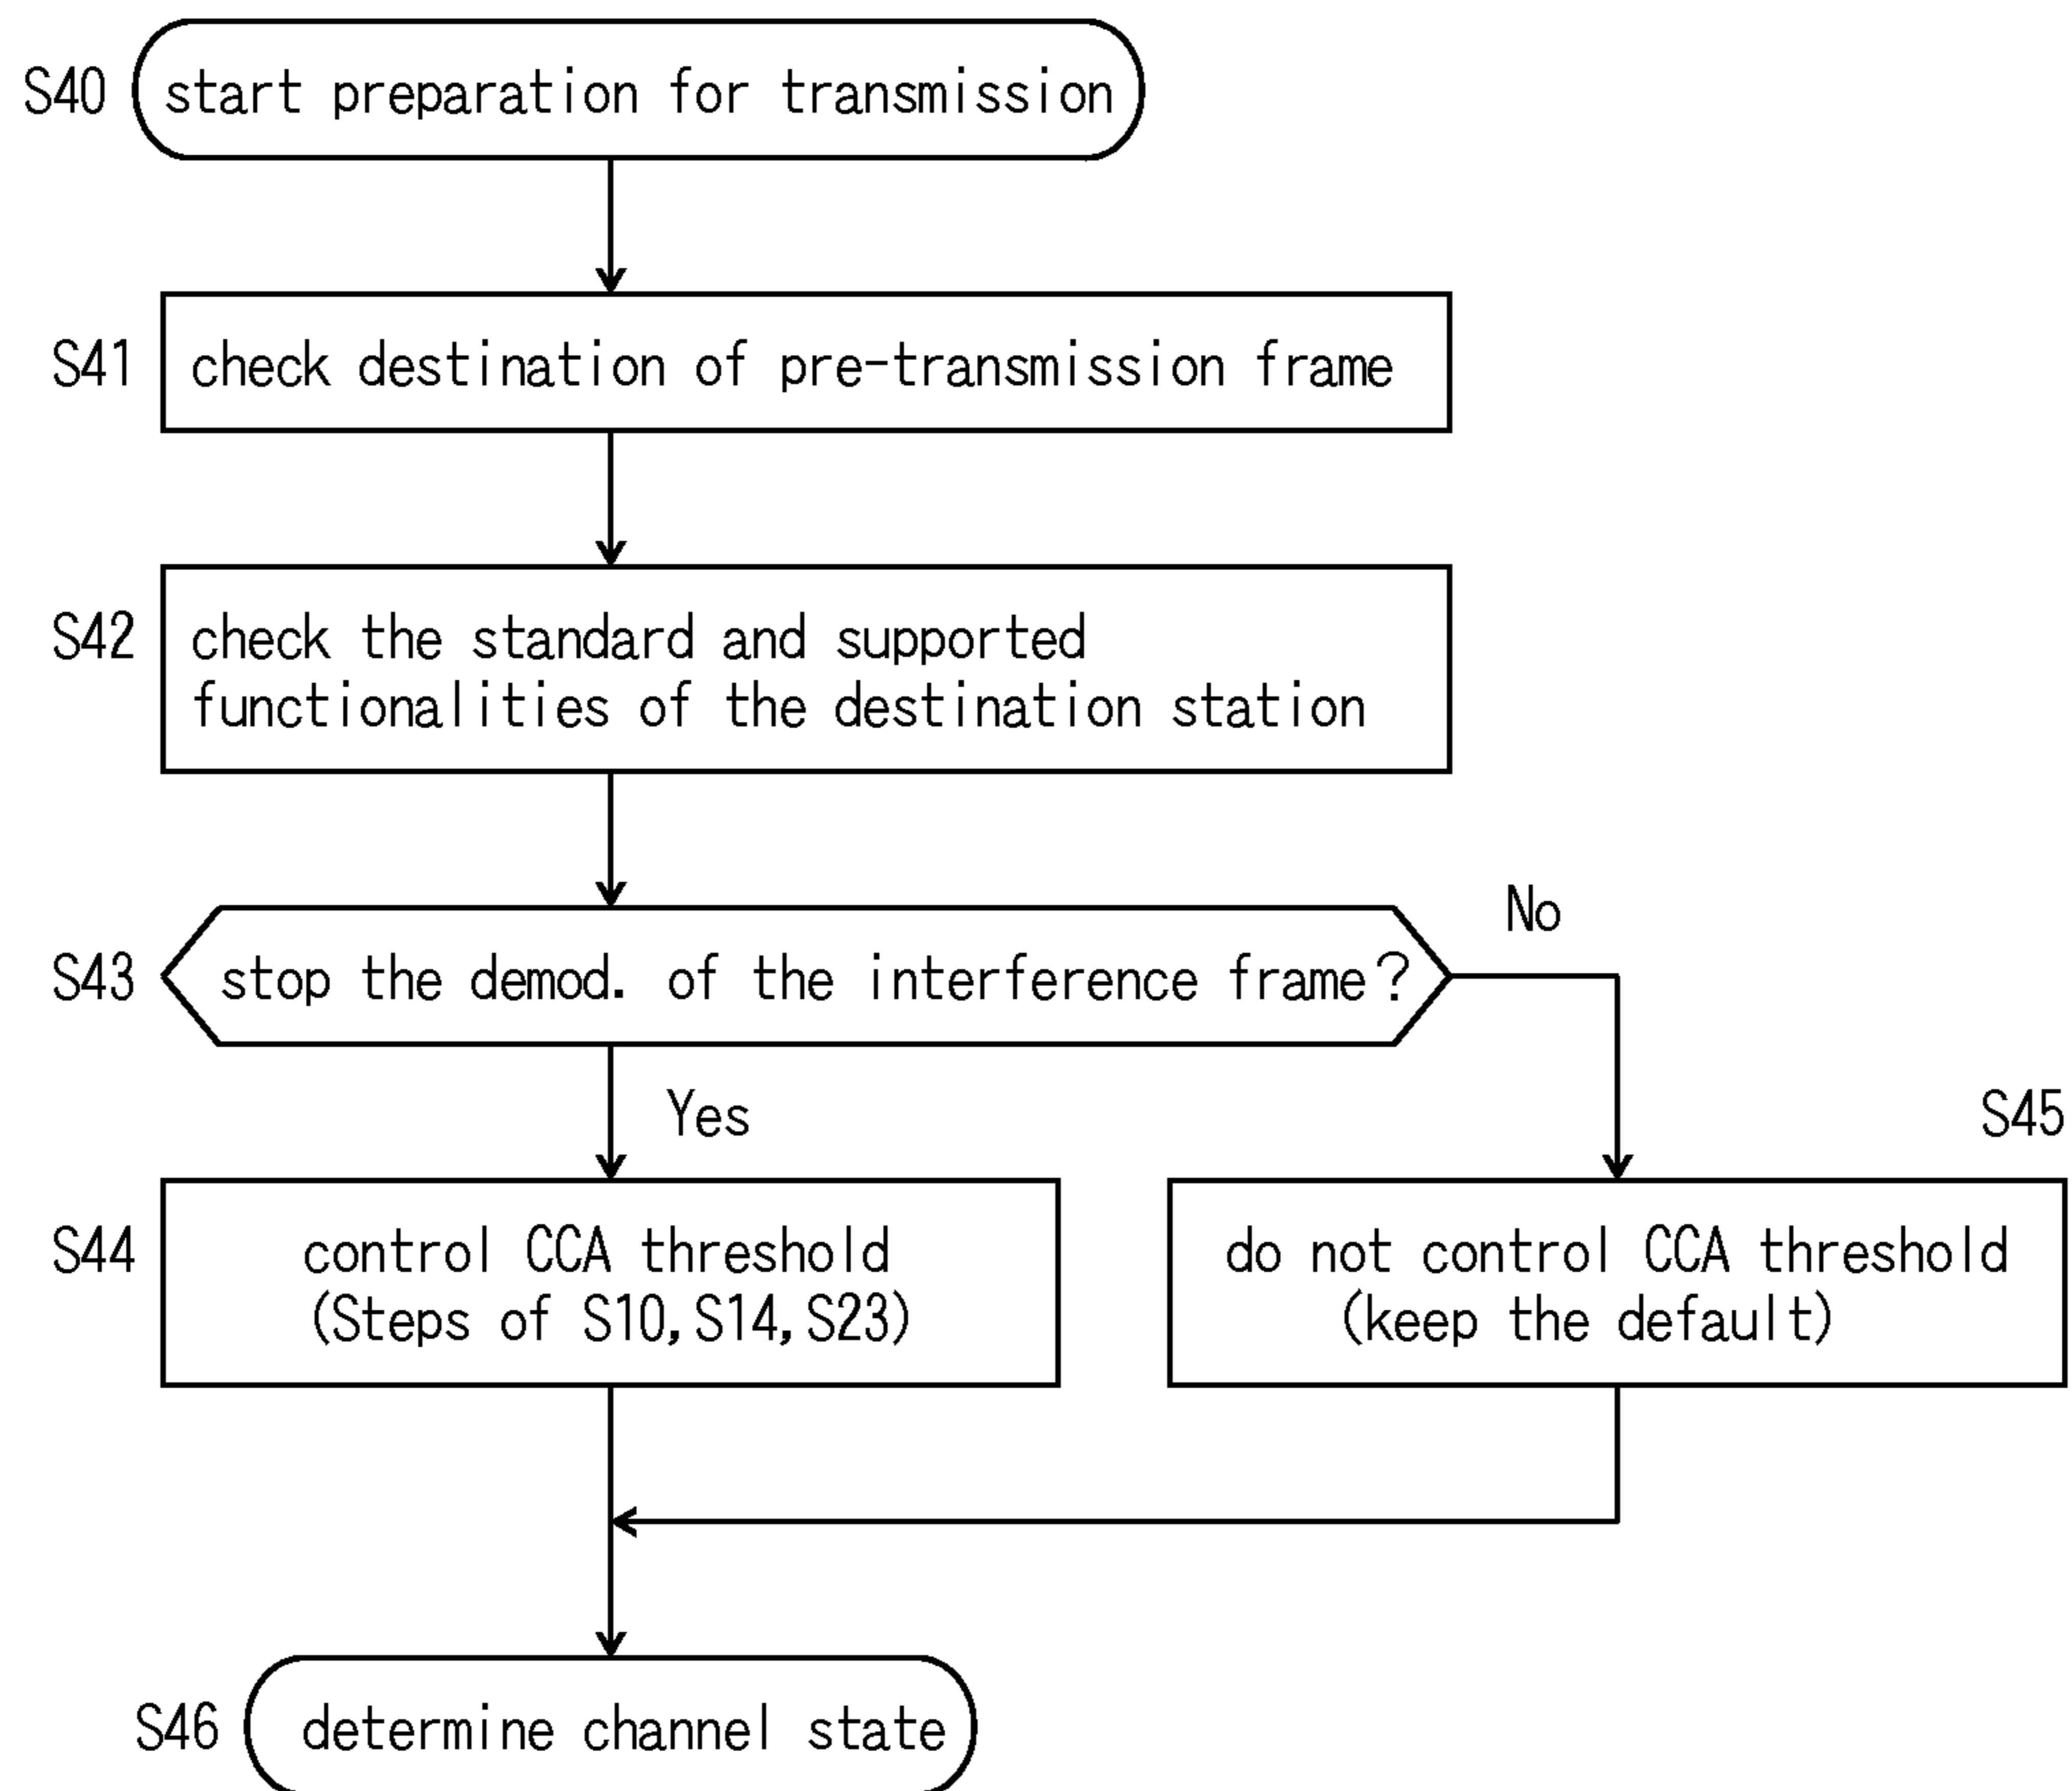 S40 start preparation for transmission
S41 check destination of pre-transmission frame
S42 check the standard and supported
functionalities of the destination station
No
S43 stop the demod. of the interference frame?
Yes
S45
S44 control CCA threshold
(Steps of S10,S14,S23)
do not control CCA threshold
(keep the default)
S46 determine channel state